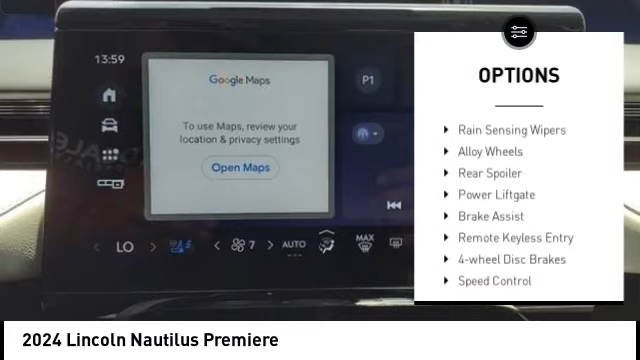 13:59
Google Maps
To use Maps, review your
location & privacy settings
Open Maps
P1
LO
7
AUTO
MAX
OPTIONS
Rain Sensing Wipers
Alloy Wheels
Rear Spoiler
Power Liftgate
Brake Assist
Remote Keyless Entry
4-wheel Disc Brakes
Speed Control
2024 Lincoln Nautilus Premiere